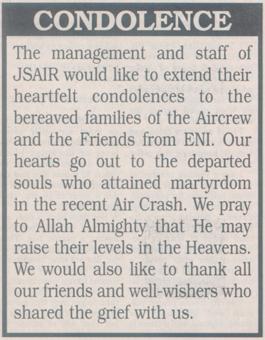 CONDOLENCE
The management and staff of
JSAIR would like to extend their
heartfelt condolences to the
bereaved families of the Aircrew
and the Friends from ENI. Our
hearts go out to the departed
souls who attained martyrdom
in the recent Air Crash. We pray
to Allah Almighty that He may
raise their levels in the Heavens.
We would also like to thank all
our friends and well-wishers who
shared the grief with us.